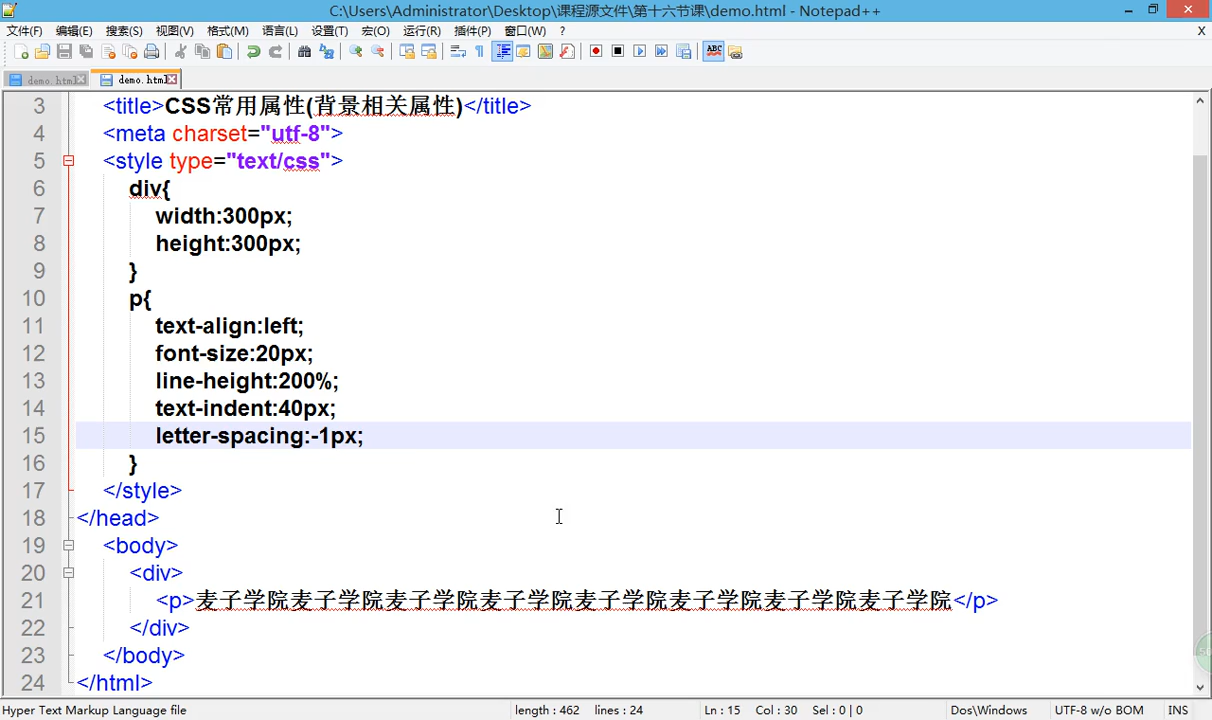 C:\Users\Administrator\Desktop\课程源文件\第十六节课\demo.html - Notepad++
文件(F) 编辑(E) 搜索(S) 视图(V) 格式(M) 语言(L) 设置(T) 宏(O) 运行(R) 插件(P) 窗口(W) ? X
demo.html demo.html
3 <title>CSS常用属性(背景相关属性)</title>
4 <meta charset="utf-8">
5 <style type="text/css">
6 div{
7 width:300px;
8 height:300px;
9 }
10 p{
11 text-align:left;
12 font-size:20px;
13 line-height:200%;
14 text-indent:40px;
15 letter-spacing:-1px;
16 }
17 </style>
18 </head>
19 <body>
20 <div>
21 <p>麦子学院麦子学院麦子学院麦子学院麦子学院麦子学院麦子学院麦子学院</p>
22 </div>
23 </body>
24 </html>
Hyper Text Markup Language file length : 462 lines : 24 Ln : 15 Col : 30 Sel : 0 | 0 Dos\Windows UTF-8 w/o BOM INS